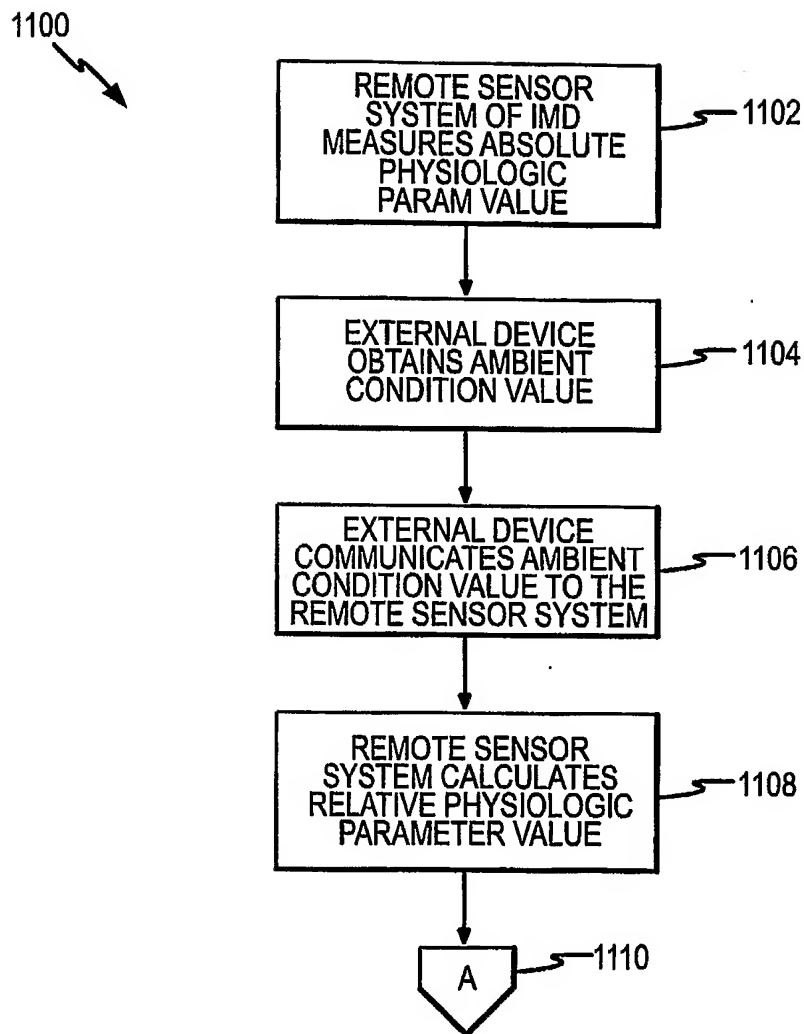 1100
REMOTE SENSOR
SYSTEM OF IMD
MEASURES ABSOLUTE
PHYSIOLOGIC
PARAM VALUE
1102
EXTERNAL DEVICE
OBTAINS AMBIENT
CONDITION VALUE
1104
EXTERNAL DEVICE
COMMUNICATES AMBIENT
CONDITION VALUE TO THE
REMOTE SENSOR SYSTEM
1106
REMOTE SENSOR
SYSTEM CALCULATES
RELATIVE PHYSIOLOGIC
PARAMETER VALUE
1108
A
1110